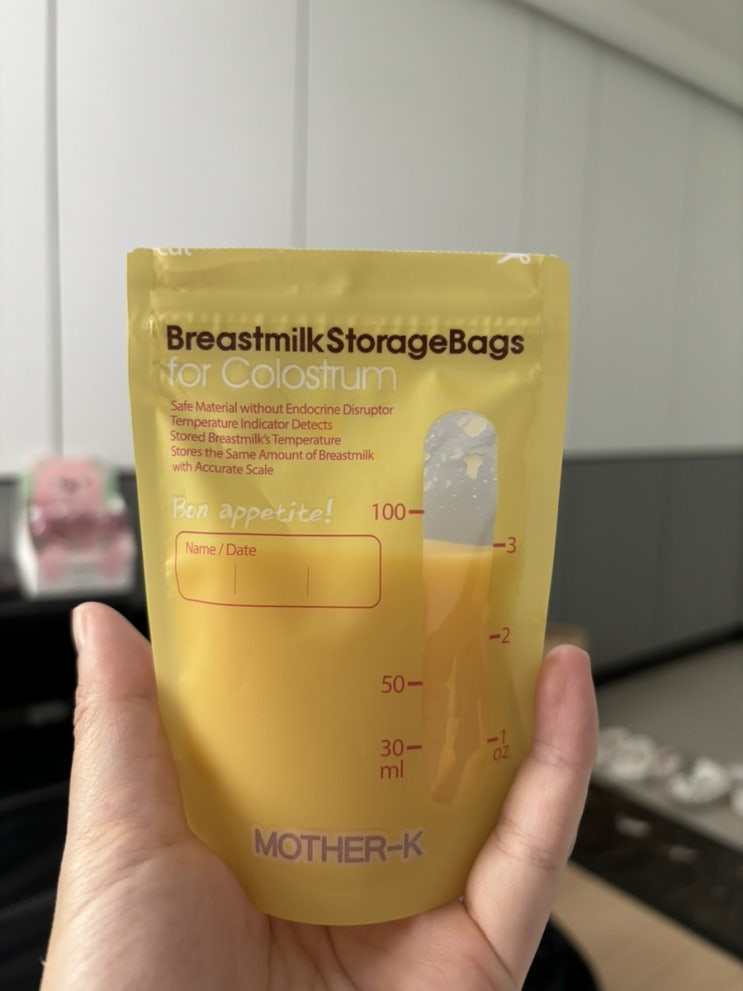 cut
BreastmilkStorageBags
for Colostrum
Safe Material without Endocrine Disruptor
Temperature Indicator Detects
Stored Breastmilk's Temperature
Stores the Same Amount of Breastmilk
with Accurate Scale
Bon appetite!
100
3
Name / Date
2
50
30
1
ml
oz
MOTHER-K